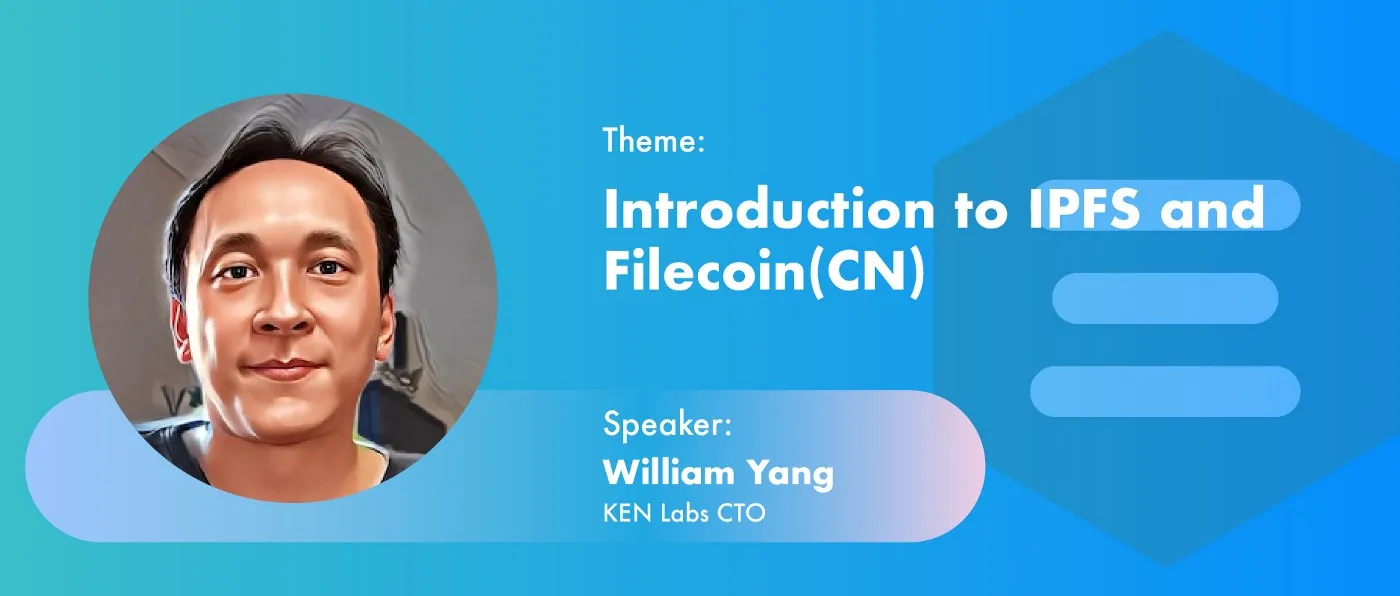 Theme:
Introduction to IPFS and
Filecoin(CN)
Speaker:
William Yang
KEN Labs CTO